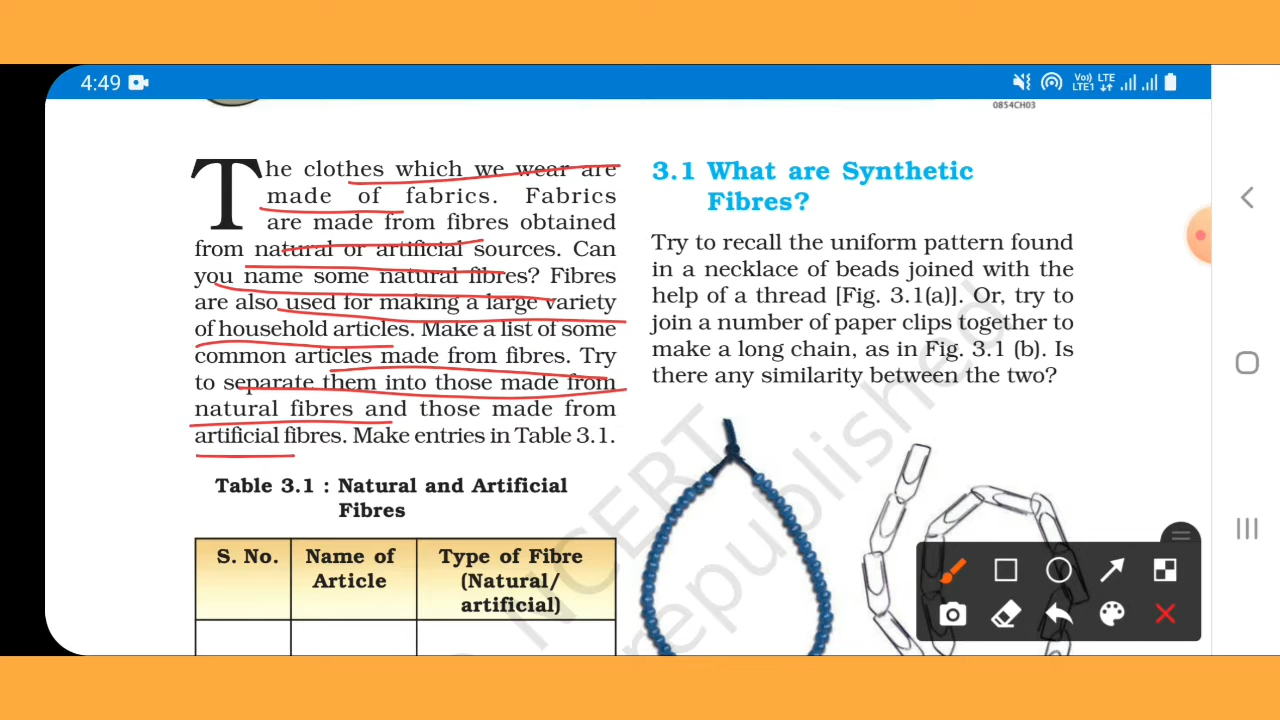 4:49
Vo) LTE
LTE1
0854CH03
The clothes which we wear are
made of fabrics. Fabrics
are made from fibres obtained
from natural or artificial sources. Can
you name some natural fibres? Fibres
are also used for making a large variety
of household articles. Make a list of some
common articles made from fibres. Try
to separate them into those made from
natural fibres and those made from
artificial fibres. Make entries in Table 3.1.
Table 3.1 : Natural and Artificial
Fibres
S. No.
Name of
Article
Type of Fibre
(Natural/
artificial)
3.1 What are Synthetic
Fibres?
Try to recall the uniform pattern found
in a necklace of beads joined with the
help of a thread [Fig. 3.1(a)]. Or, try to
join a number of paper clips together to
make a long chain, as in Fig. 3.1 (b). Is
there any similarity between the two?
NCERT
republished